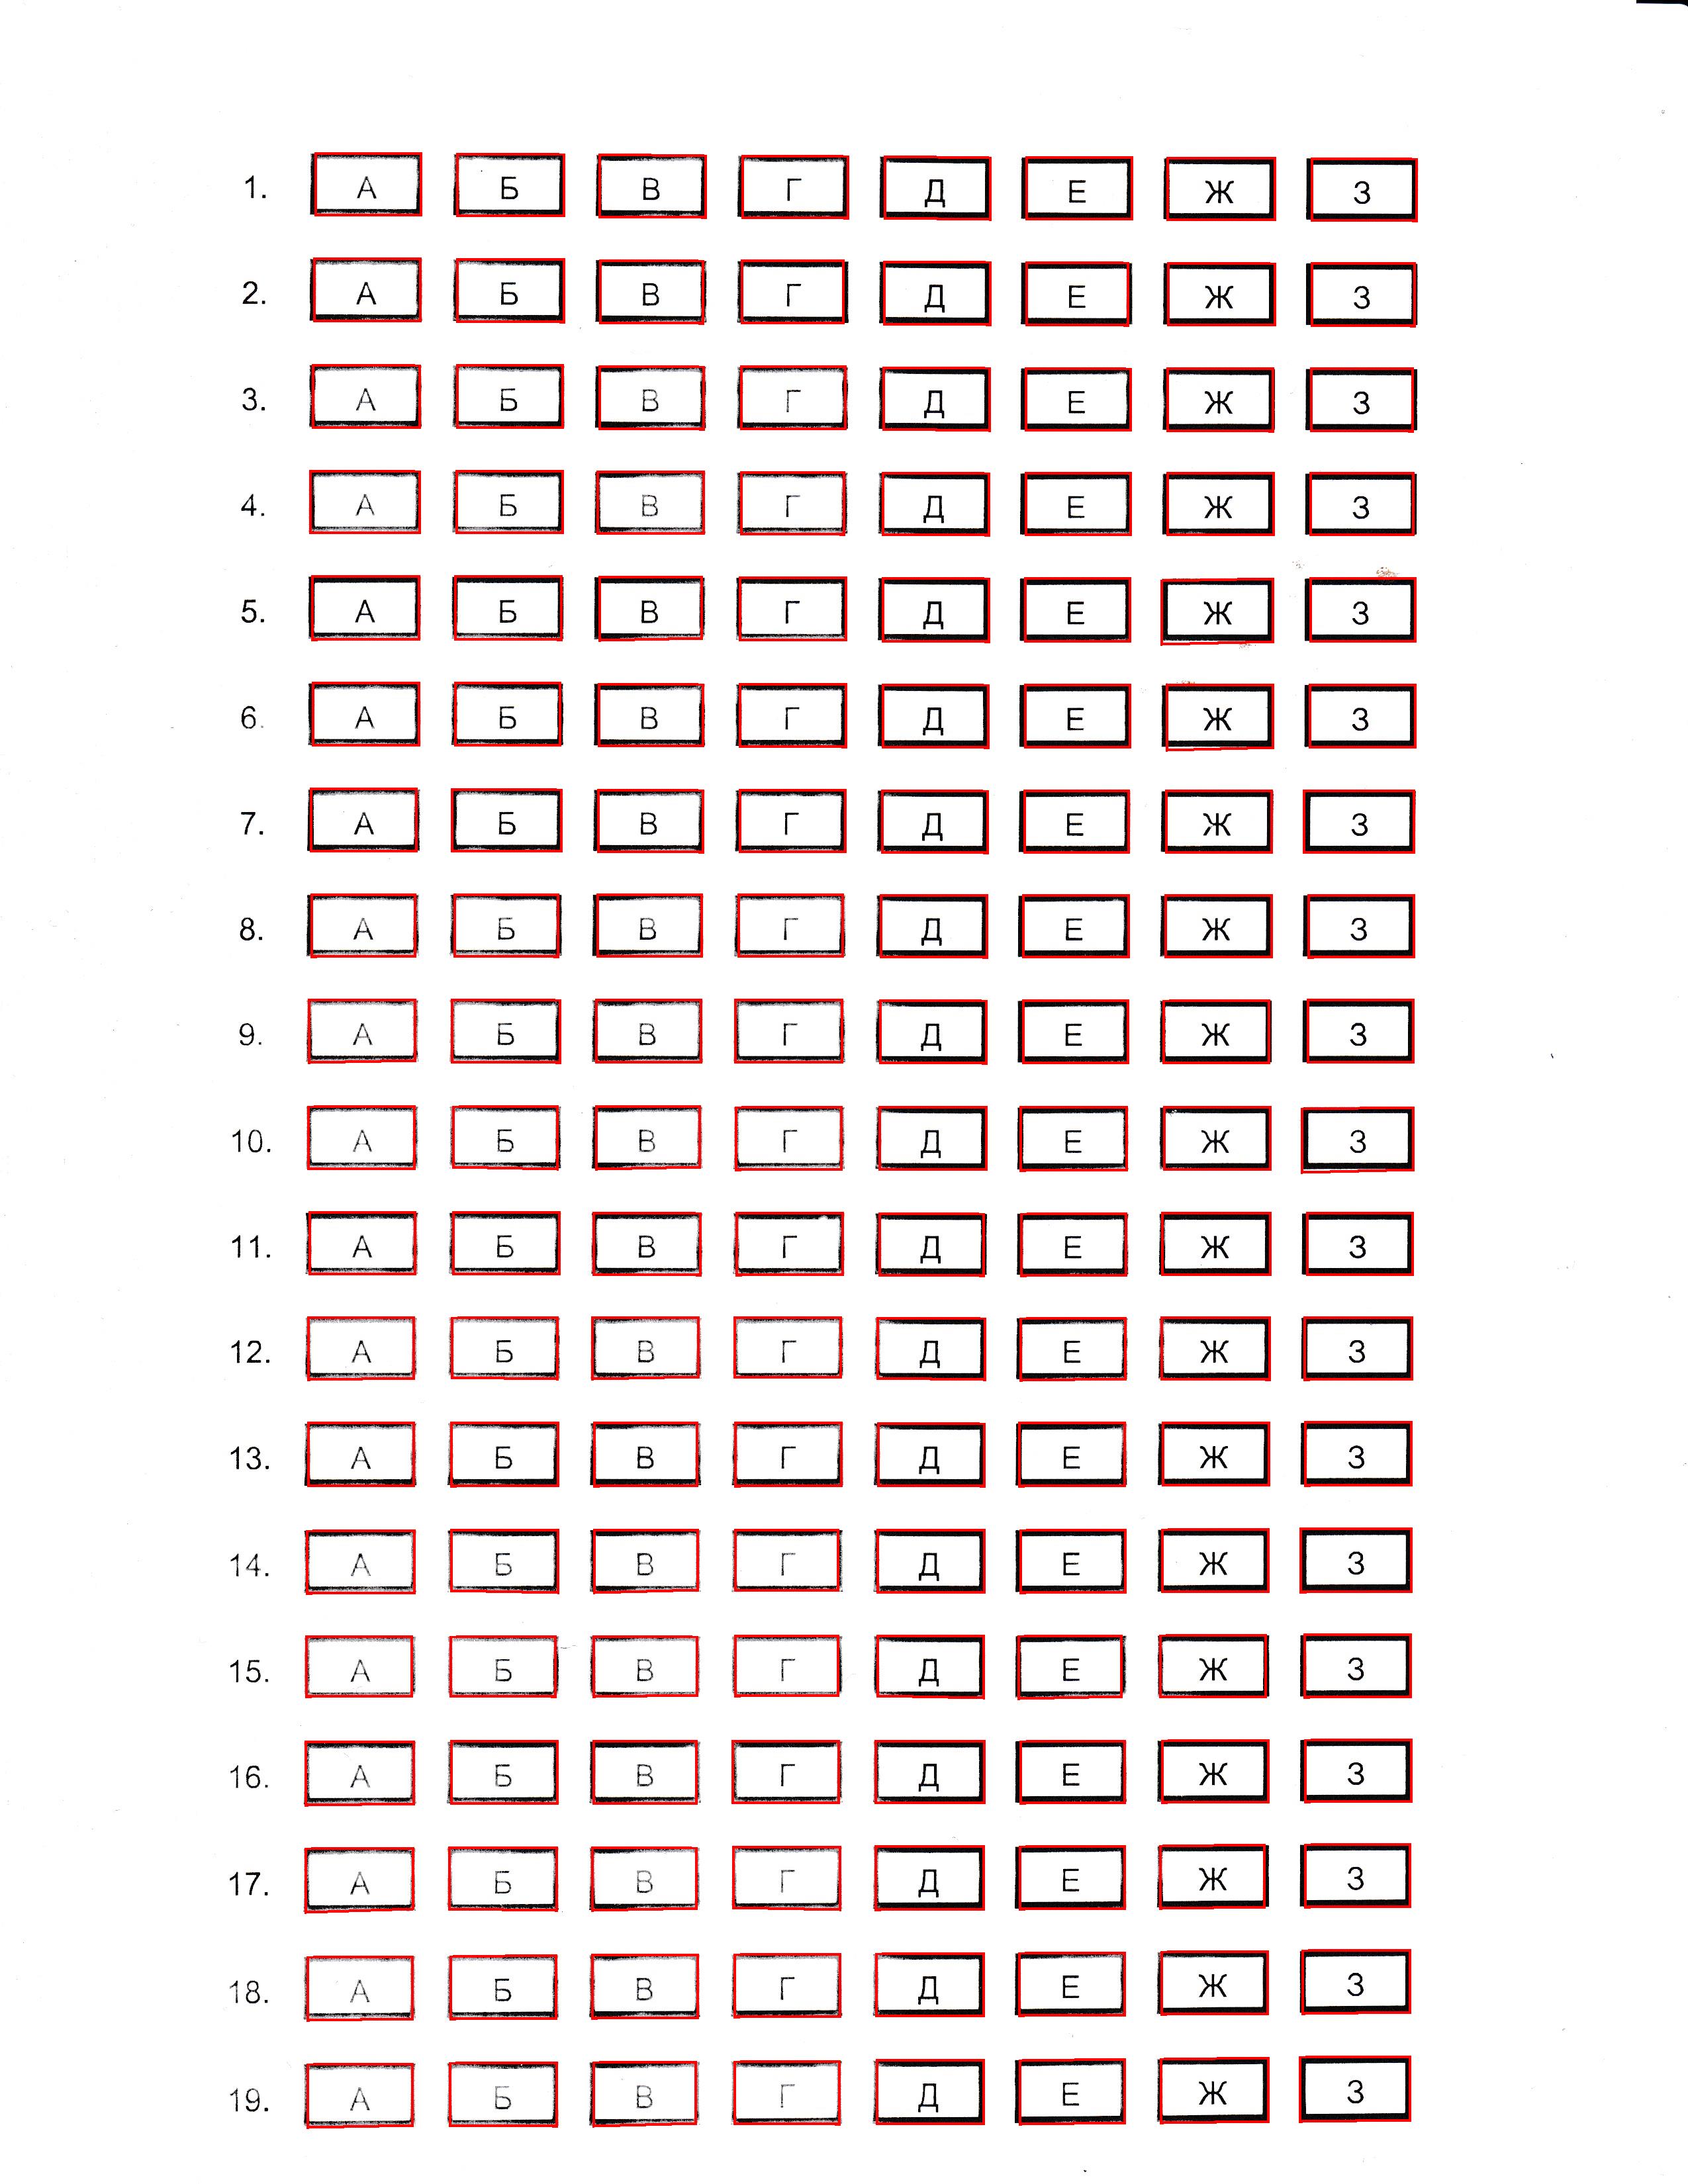 1. А Б В Г Д Е Ж З
2. А Б В Г Д Е Ж З
3. А Б В Г Д Е Ж З
4. А Б В Г Д Е Ж З
5. А Б В Г Д Е Ж З
6. А Б В Г Д Е Ж З
7. А Б В Г Д Е Ж З
8. А Б В Г Д Е Ж З
9. А Б В Г Д Е Ж З
10. А Б В Г Д Е Ж З
11. А Б В Г Д Е Ж З
12. А Б В Г Д Е Ж З
13. А Б В Г Д Е Ж З
14. А Б В Г Д Е Ж З
15. А Б В Г Д Е Ж З
16. А Б В Г Д Е Ж З
17. А Б В Г Д Е Ж З
18. А Б В Г Д Е Ж З
19. А Б В Г Д Е Ж З